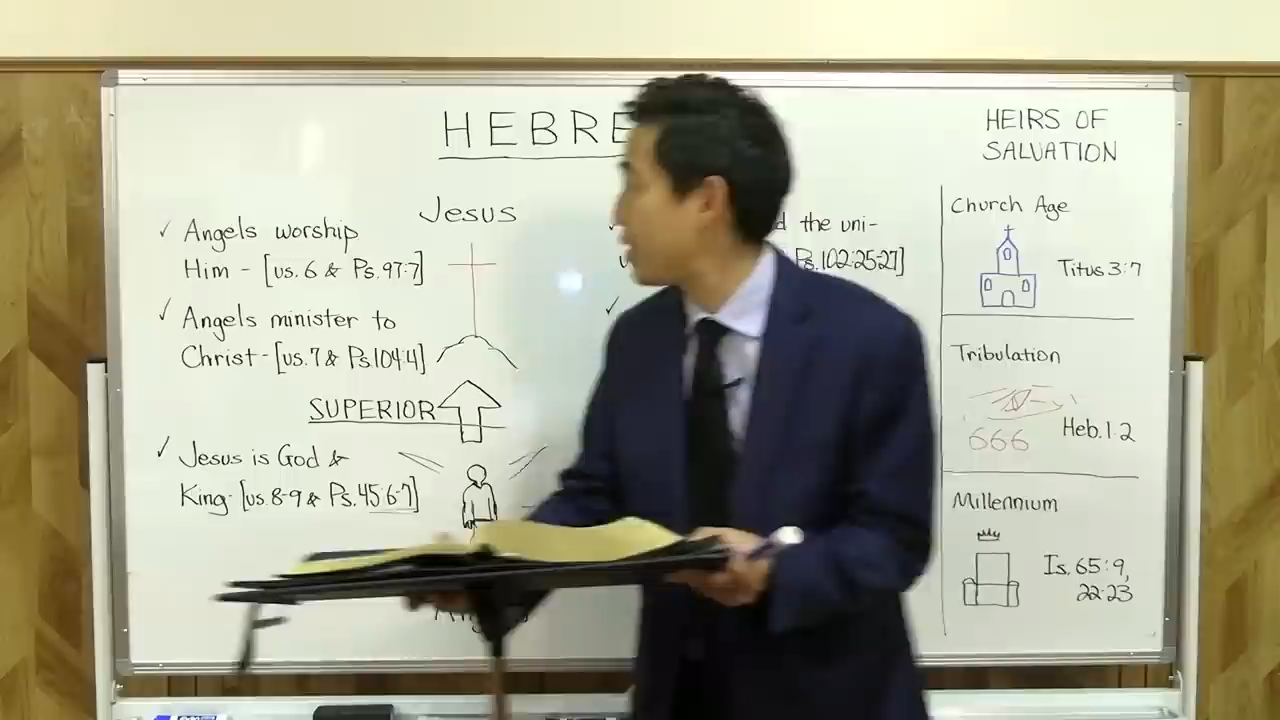 HEBRE
Jesus
✓ Angels worship
Him - [vs. 6 & Ps. 97:7]
✓ Angels minister to
Christ - [vs. 7 & Ps. 104:4]
SUPERIOR
✓ Jesus is God &
King - [vs. 8-9 & Ps. 45:6-7]
the uni-
Ps. 102:25-27]
HEIRS OF
SALVATION
Church Age
Titus 3:7
Tribulation
666
Heb. 1:2
Millennium
Is. 65:9,
22:23